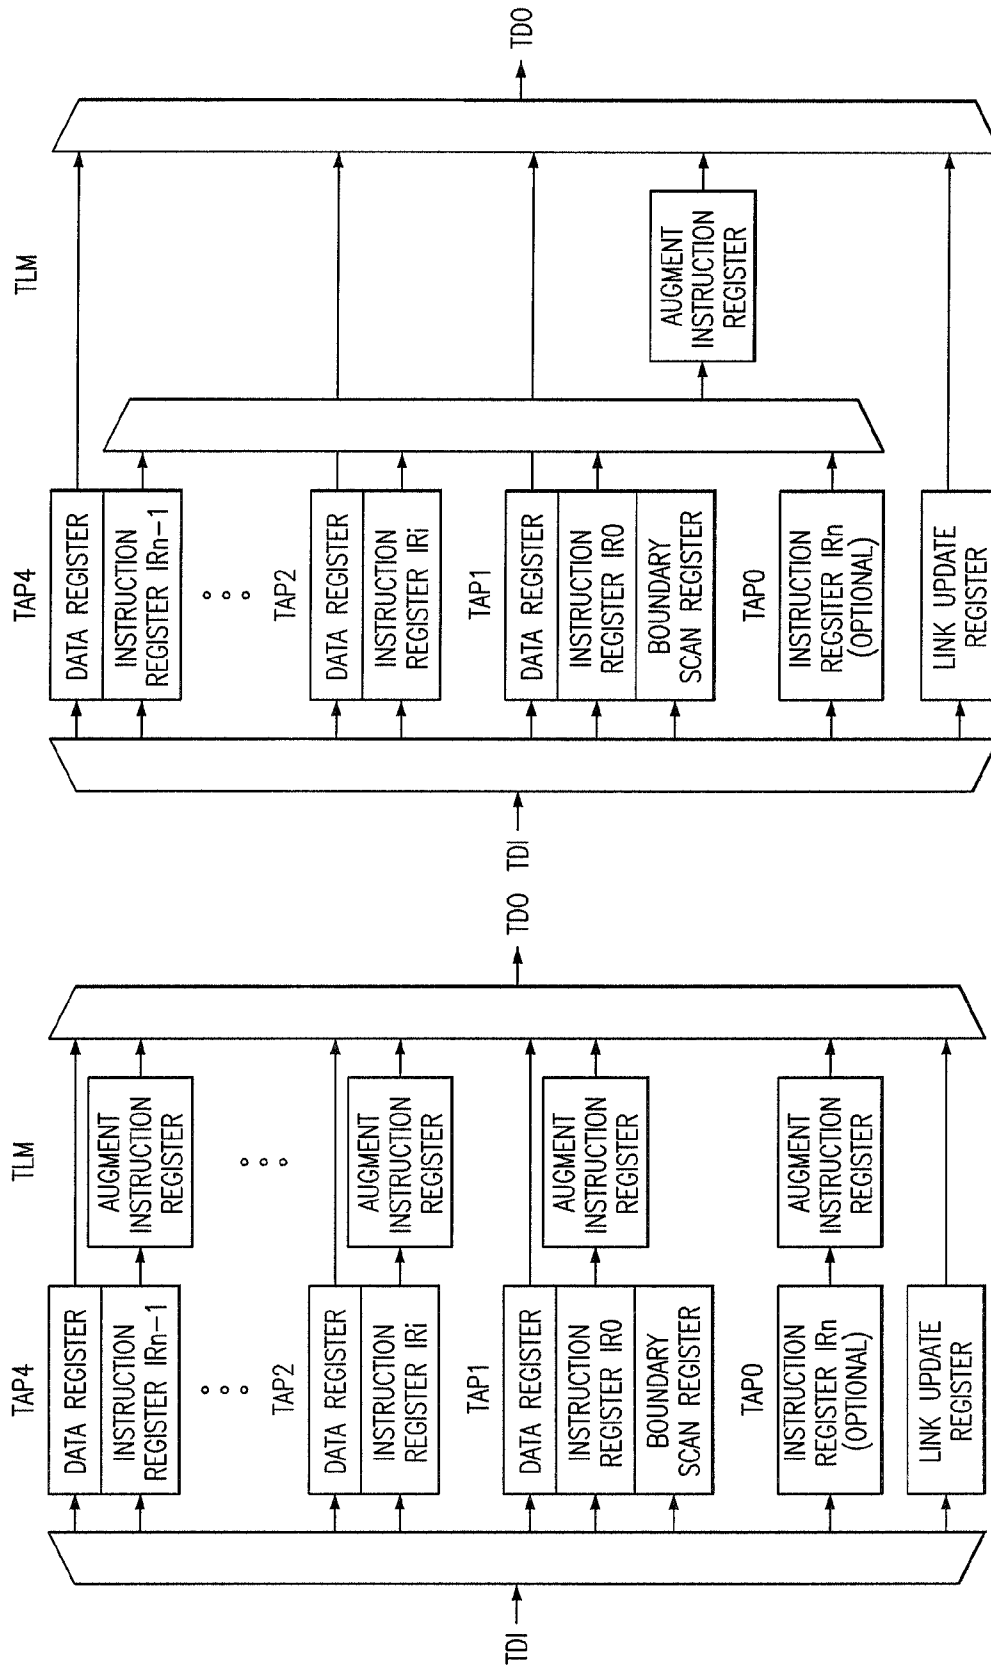 TAP4
TLM
DATA REGISTER
INSTRUCTION
REGISTER IRn-1
AUGMENT
INSTRUCTION
REGISTER
TAP2
DATA REGISTER
INSTRUCTION
REGISTER IRi
AUGMENT
INSTRUCTION
REGISTER
TAP1
DATA REGISTER
INSTRUCTION
REGISTER IR0
BOUNDARY
SCAN REGISTER
AUGMENT
INSTRUCTION
REGISTER
TDI
TDO
TAP0
INSTRUCTION
REGISTER IRn
(OPTIONAL)
AUGMENT
INSTRUCTION
REGISTER
LINK UPDATE
REGISTER
TAP4
TLM
DATA REGISTER
INSTRUCTION
REGISTER IRn-1
TAP2
DATA REGISTER
INSTRUCTION
REGISTER IRi
TAP1
DATA REGISTER
INSTRUCTION
REGISTER IR0
BOUNDARY
SCAN REGISTER
TDI
TDO
AUGMENT
INSTRUCTION
REGISTER
TAP0
INSTRUCTION
REGSITER IRn
(OPTIONAL)
LINK UPDATE
REGISTER